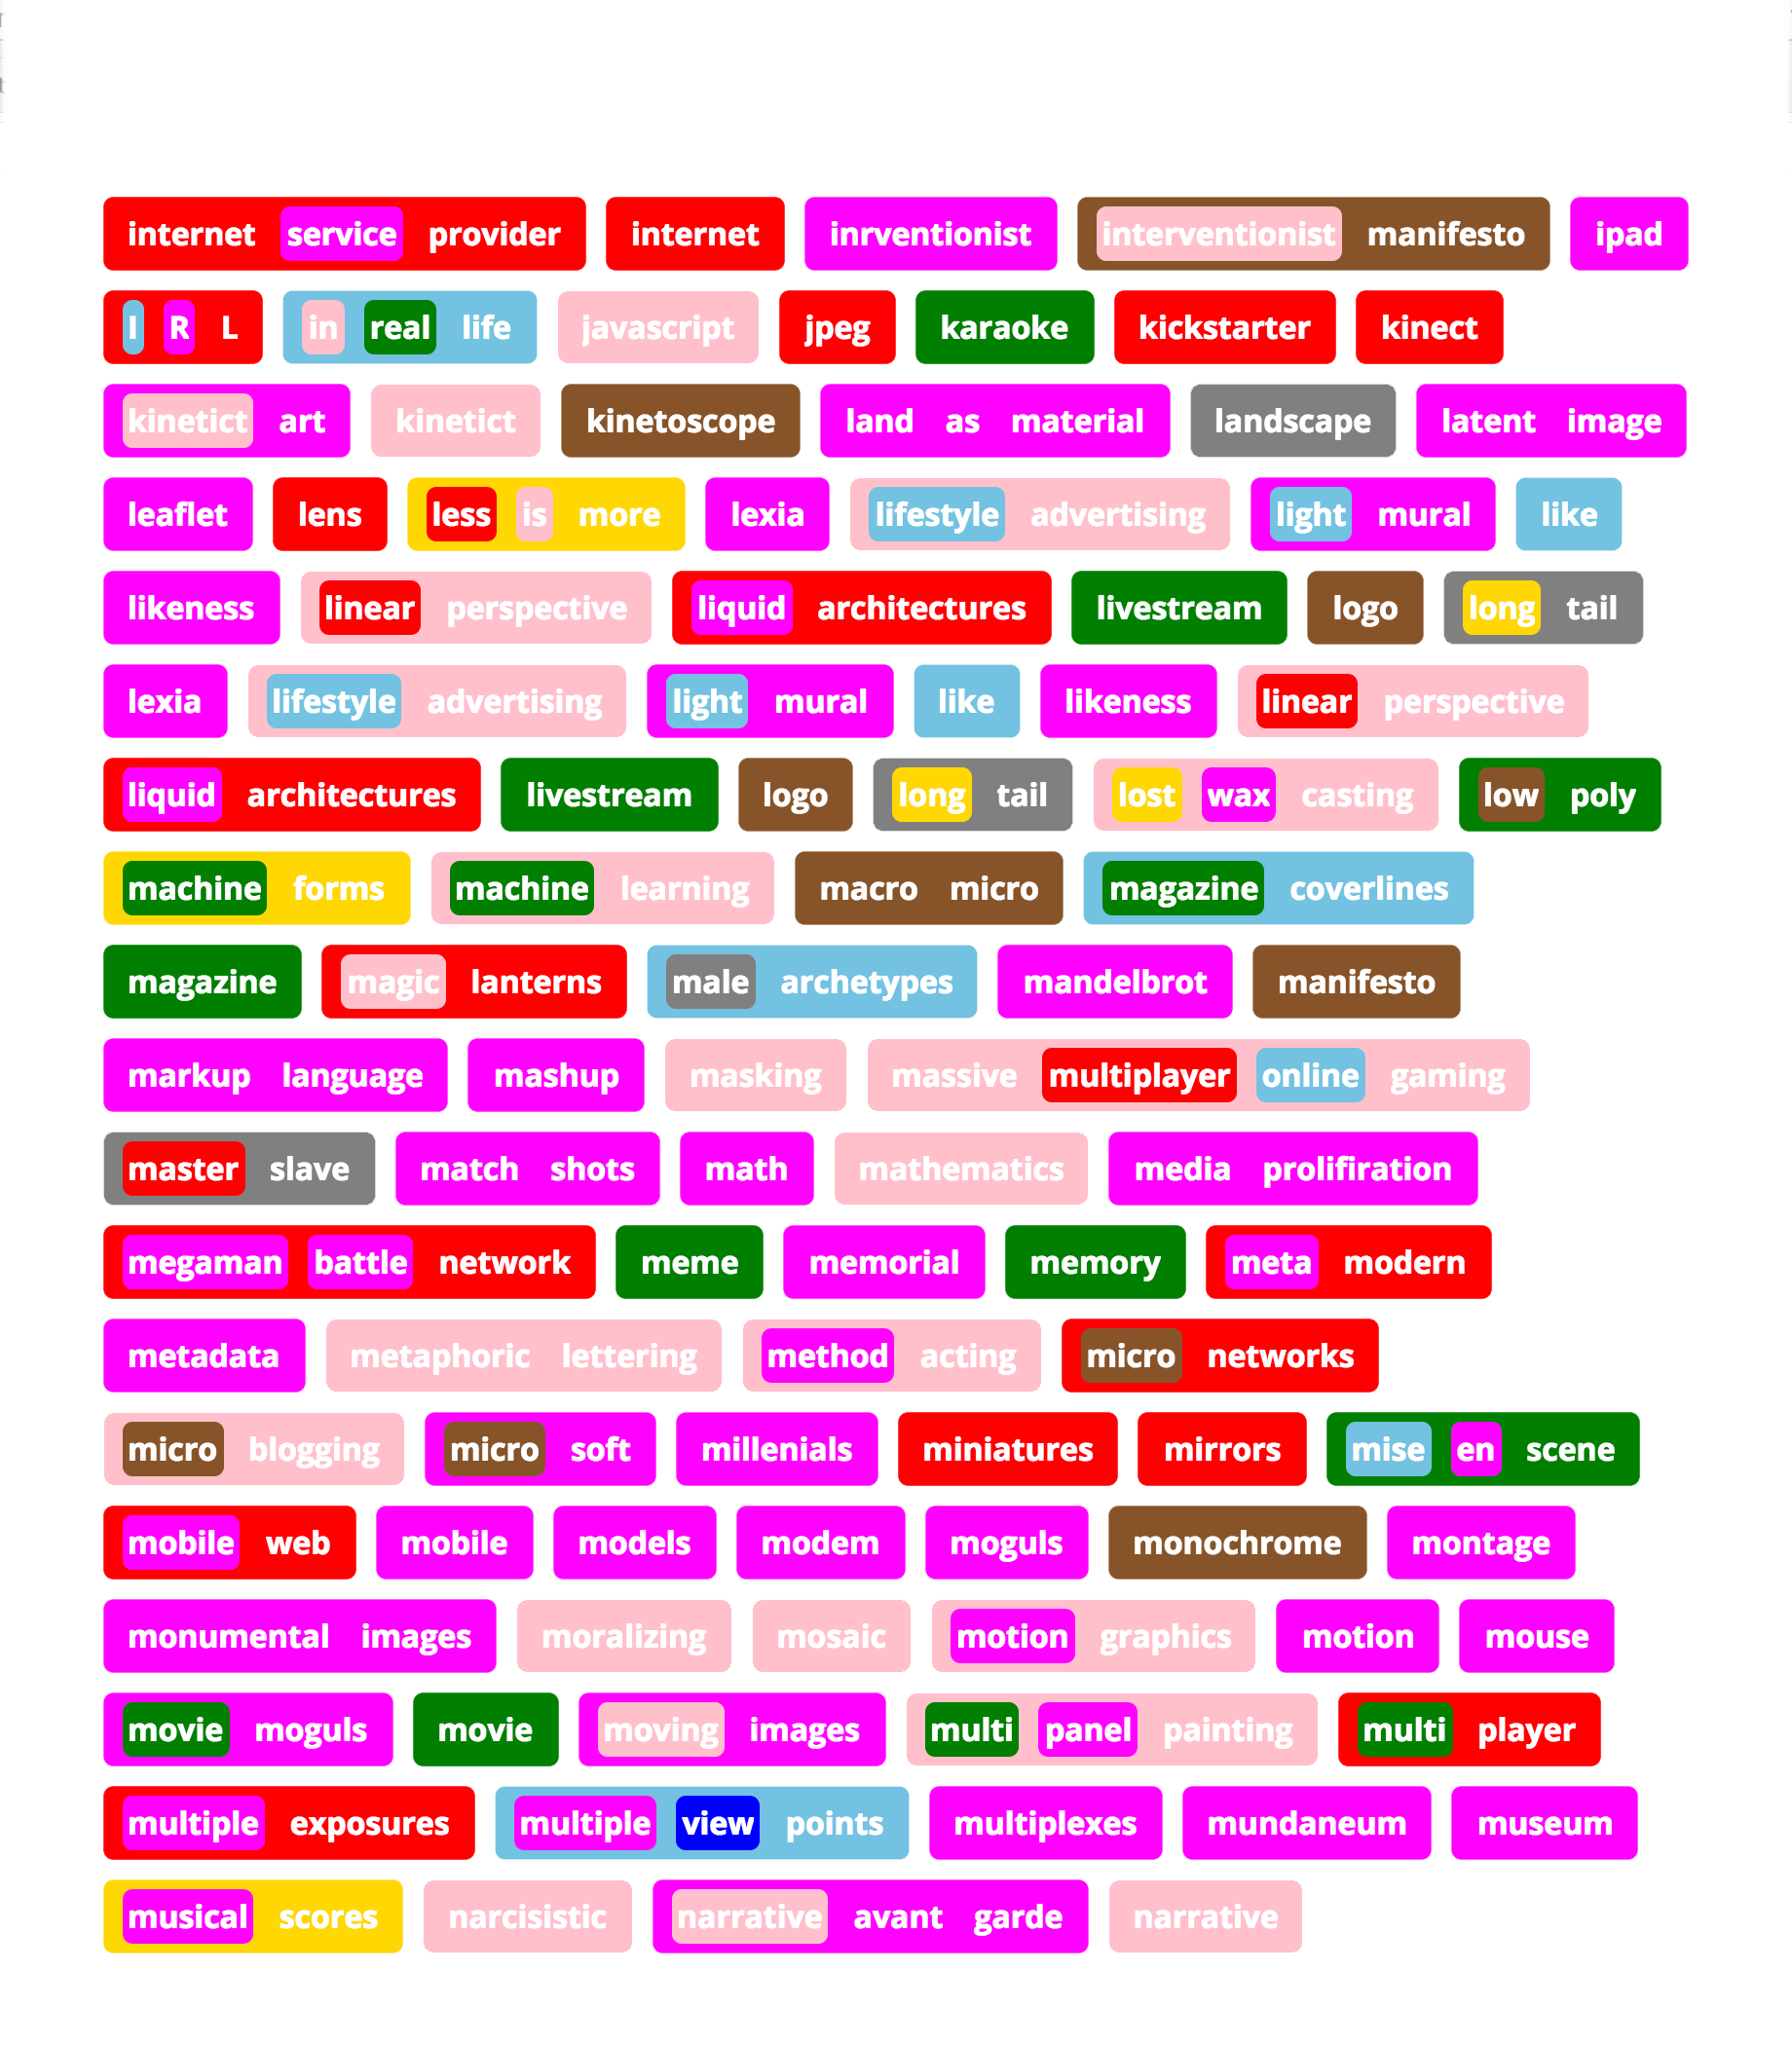 internet service provider internet inrventionist interventionist manifesto ipad
I R L in real life javascript jpeg karaoke kickstarter kinect
kinetict art kinetict kinetoscope land as material landscape latent image
leaflet lens less is more lexia lifestyle advertising light mural like
likeness linear perspective liquid architectures livestream logo long tail
lexia lifestyle advertising light mural like likeness linear perspective
liquid architectures livestream logo long tail lost wax casting low poly
machine forms machine learning macro micro magazine coverlines
magazine magic lanterns male archetypes mandelbrot manifesto
markup language mashup masking massive multiplayer online gaming
master slave match shots math mathematics media prolifiration
megaman battle network meme memorial memory meta modern
metadata metaphoric lettering method acting micro networks
micro blogging micro soft millenials miniatures mirrors mise en scene
mobile web mobile models modem moguls monochrome montage
monumental images moralizing mosaic motion graphics motion mouse
movie moguls movie moving images multi panel painting multi player
multiple exposures multiple view points multiplexes mundaneum museum
musical scores narcisistic narrative avant garde narrative